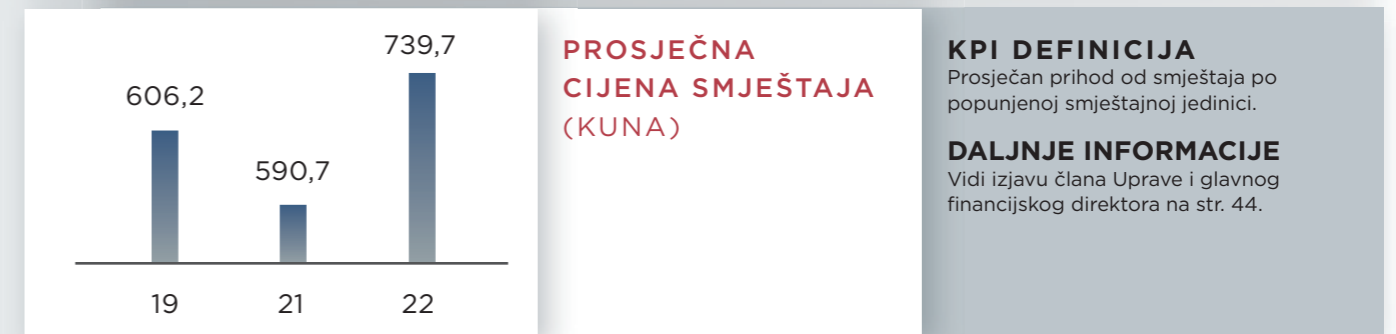 739,7
606,2
590,7
19 21 22
PROSJEČNA
CIJENA SMJEŠTAJA
(KUNA)
KPI DEFINICIJA
Prosječan prihod od smještaja po
popunjenoj smještajnoj jedinici.
DALJNJE INFORMACIJE
Vidi izjavu člana Uprave i glavnog
financijskog direktora na str. 44.